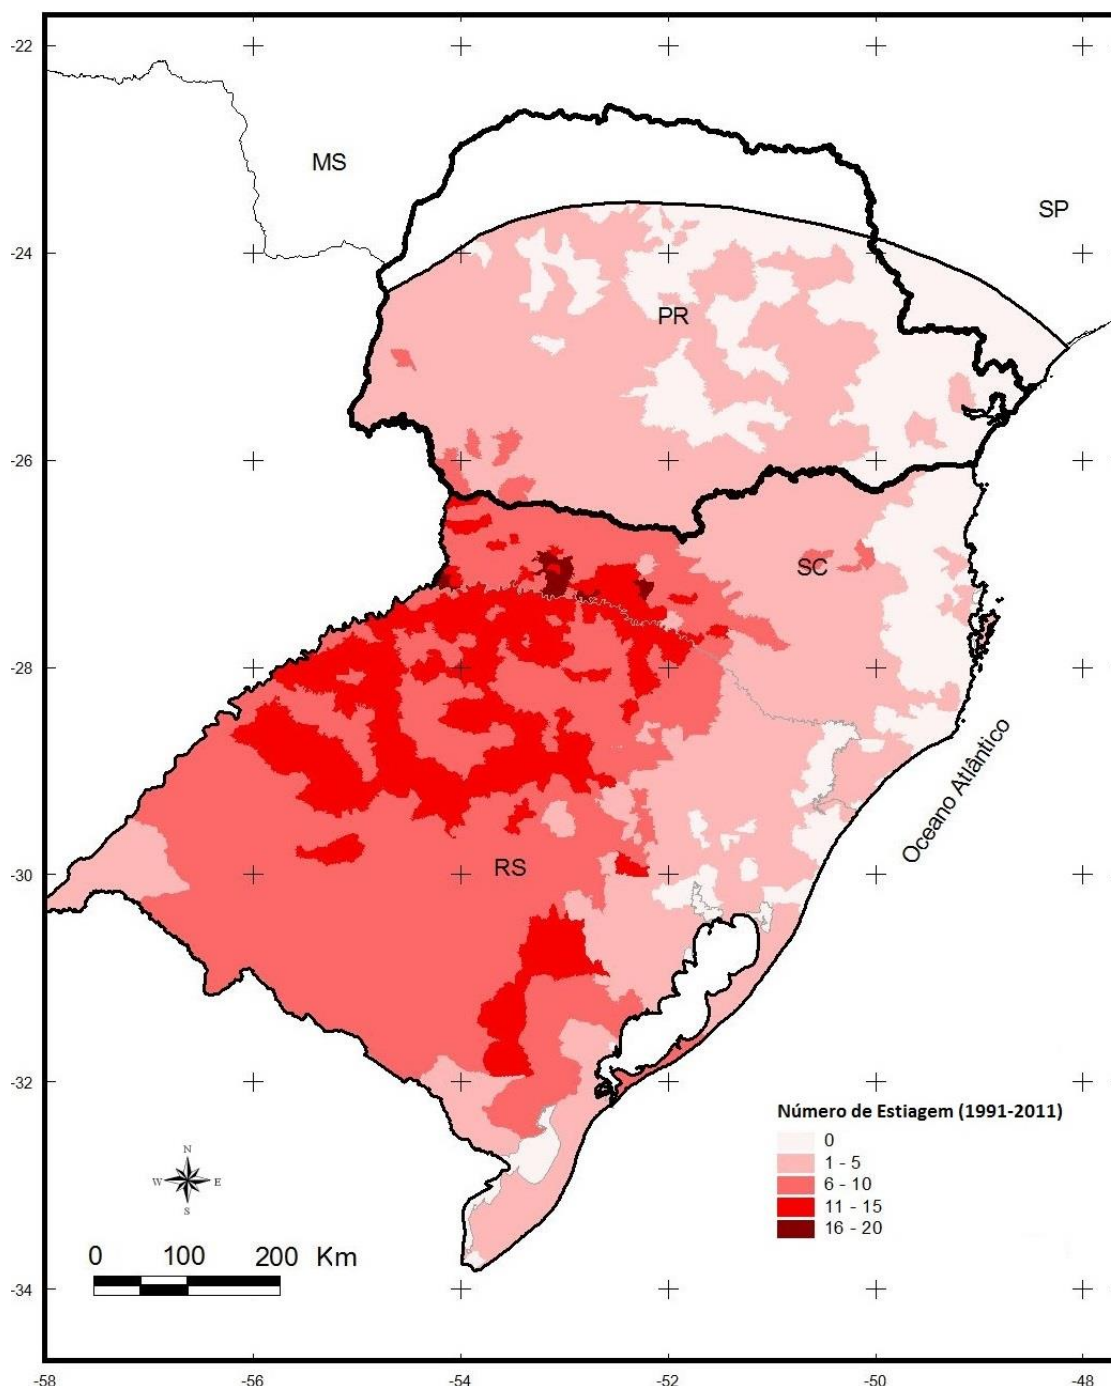 -22
MS
SP
-24
PR
-26
SC
-28
Oceano Atlântico
-30
RS
-32
Número de Estiagem (1991-2011)
0
1 - 5
6 - 10
11 - 15
16 - 20
N
W E
S
0 100 200 Km
-34
-58 -56 -54 -52 -50 -48